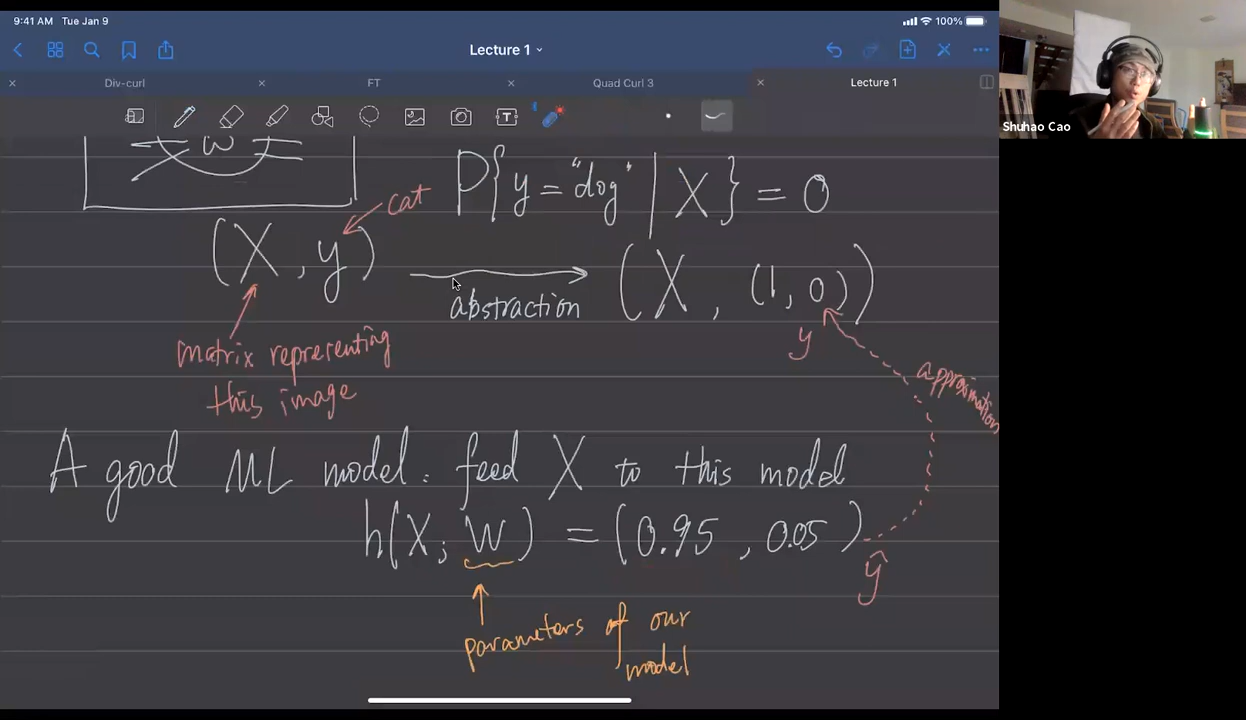 9:41 AM Tue Jan 9
100%
Lecture 1
Div-curl
FT
Quad Curl 3
Lecture 1
Shuhao Cao
w
P{y = "dog" | X} = 0
cat
(X, y)
abstraction
(X, (1, 0))
y
matrix representing
this image
approximation
A good ML model: feed X to this model
h(X; W) = (0.95, 0.05)
ŷ
parameters of our
model